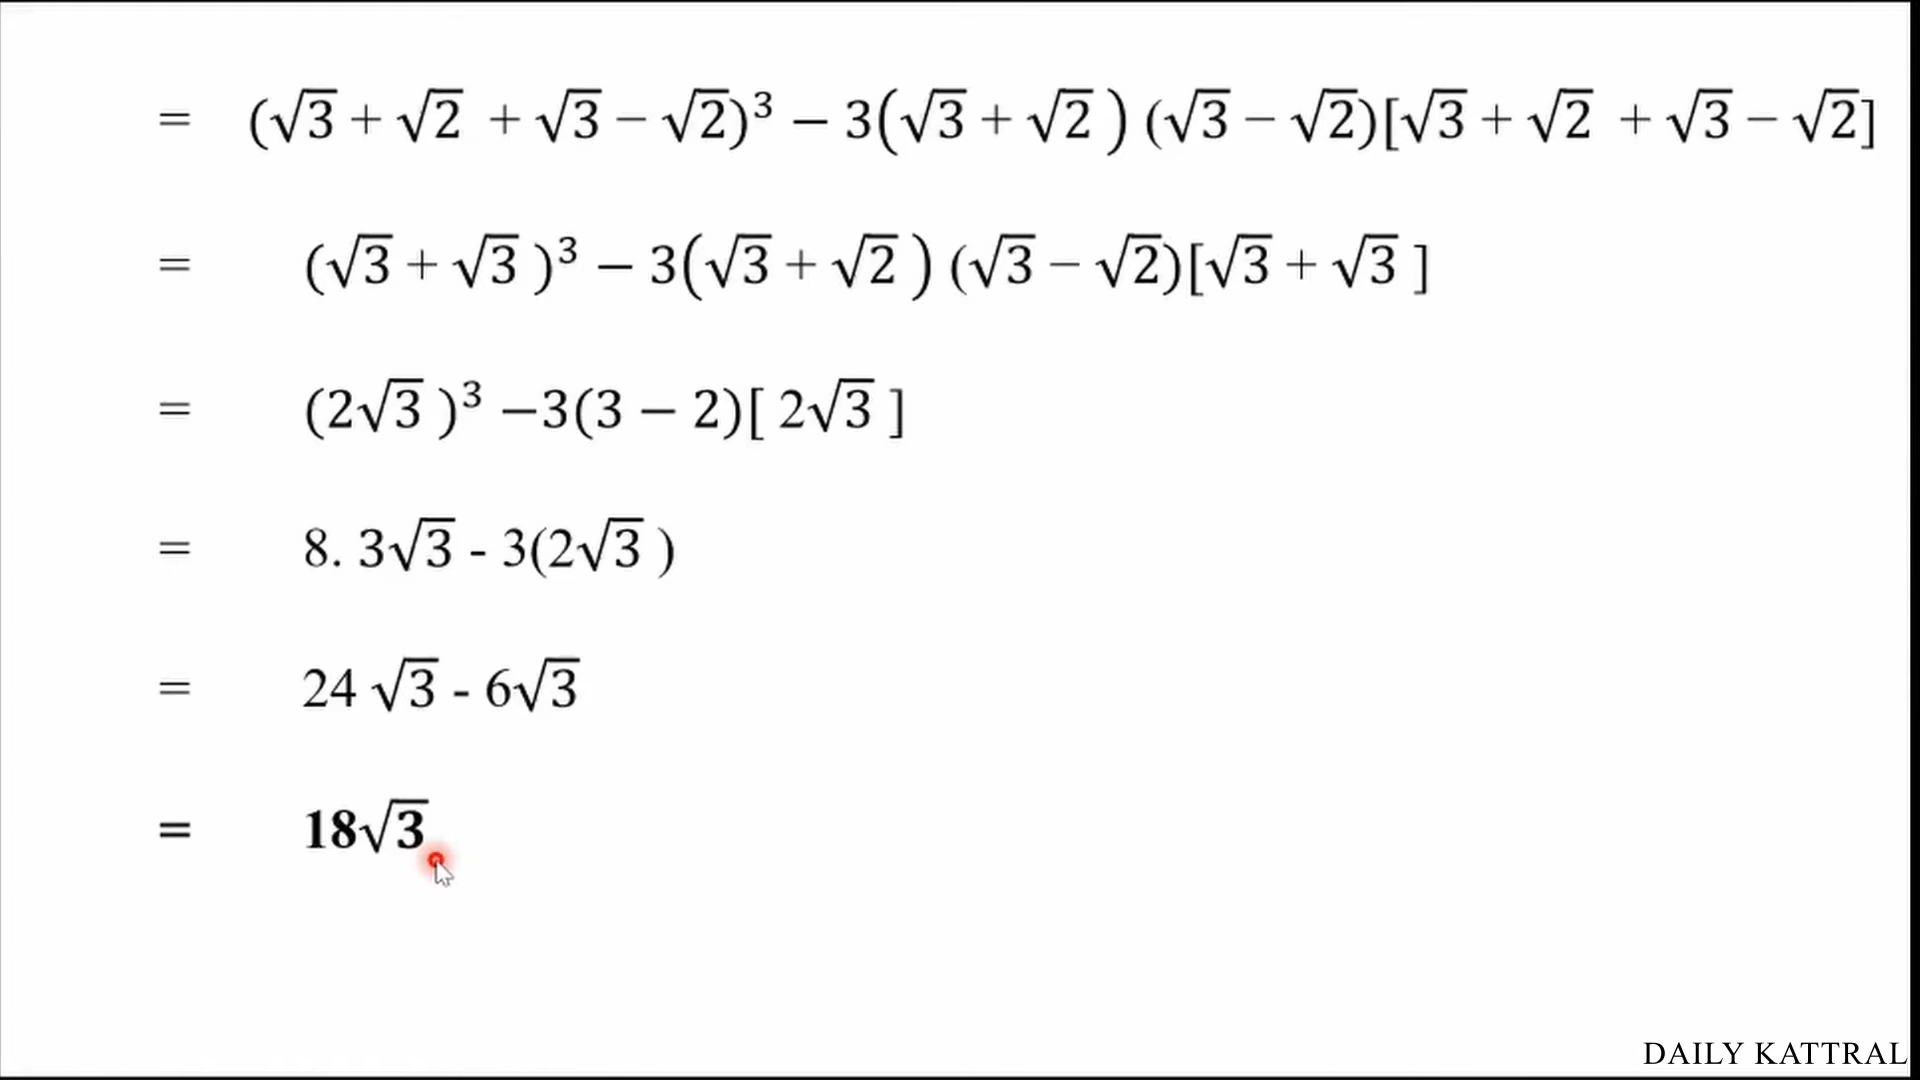 = (√3 + √2 + √3 − √2)³ − 3(√3 + √2 ) (√3 − √2)[√3 + √2 + √3 − √2]
= (√3 + √3 )³ − 3(√3 + √2 ) (√3 − √2)[√3 + √3 ]
= (2√3 )³ −3(3 − 2)[ 2√3 ]
= 8. 3√3 - 3(2√3 )
= 24 √3 - 6√3
= 18√3
DAILY KATTRAL